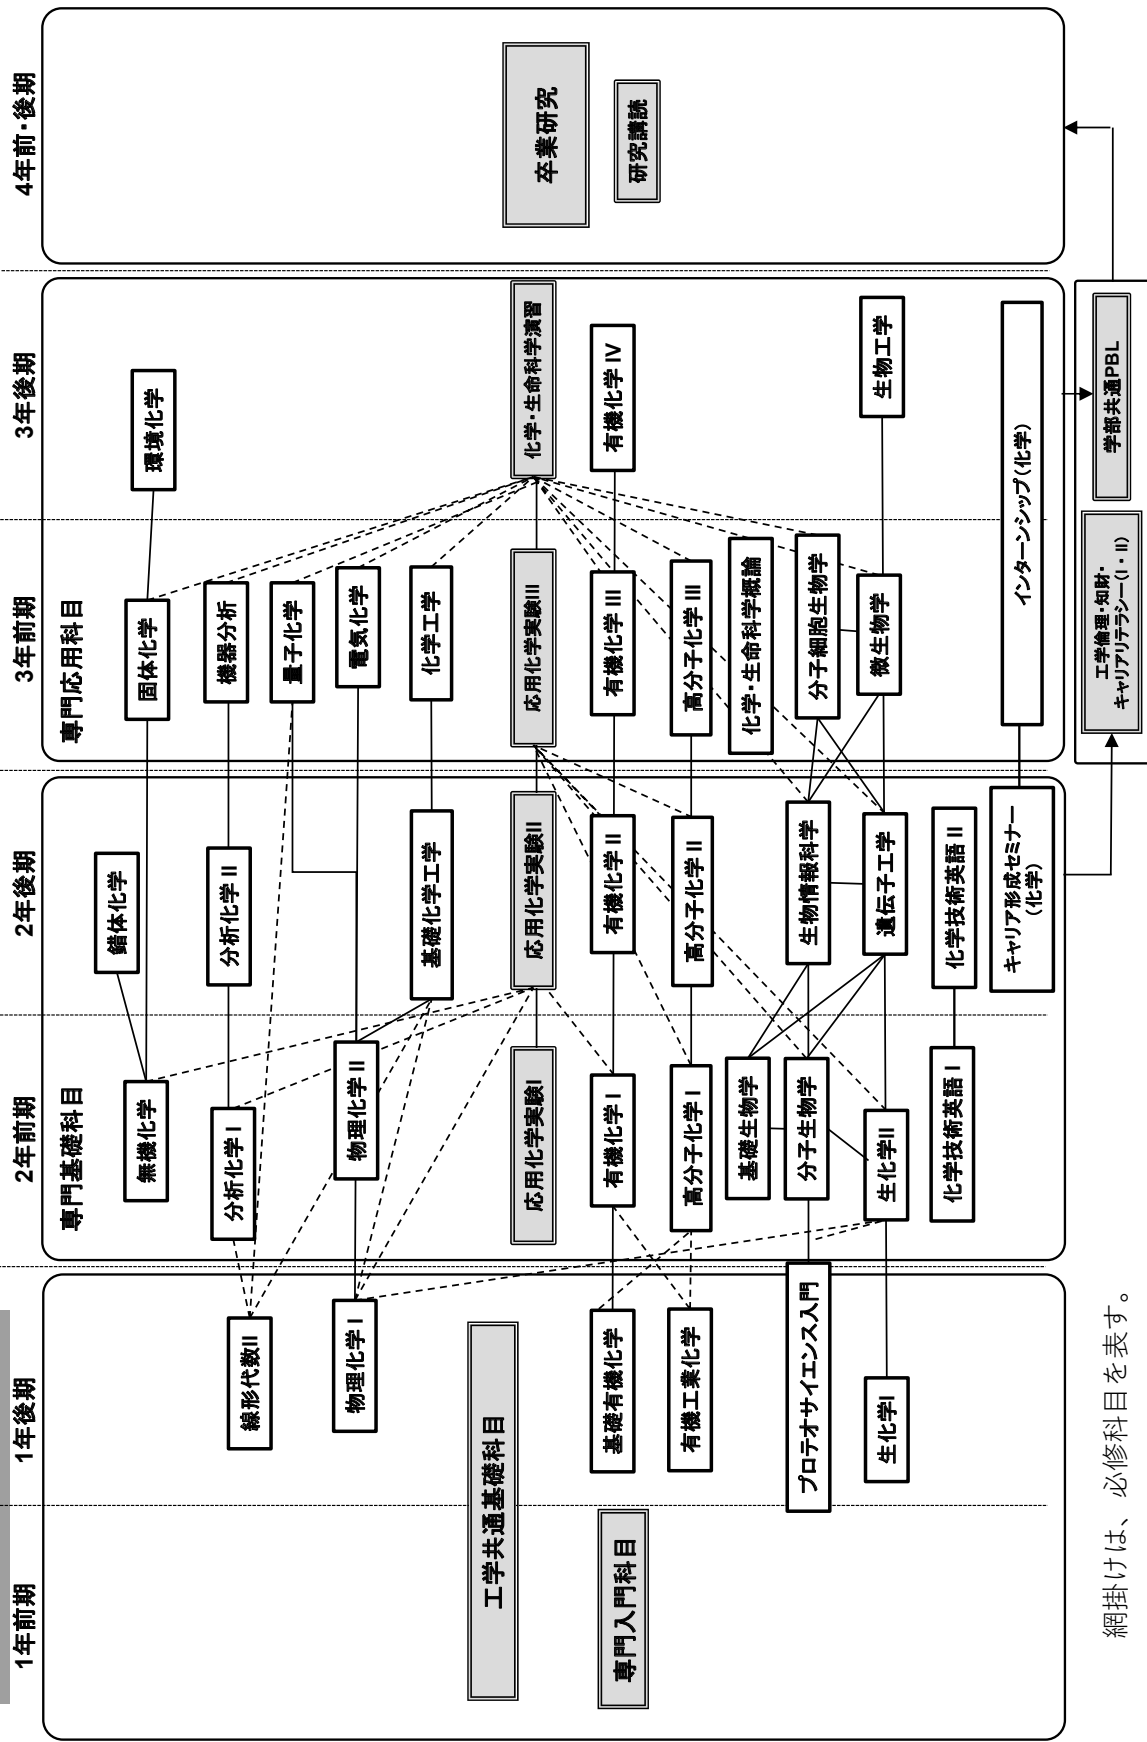 1年前期
1年後期
2年前期
2年後期
3年前期
3年後期
4年前・後期
専門基礎科目
専門応用科目
線形代数II
物理化学 I
工学共通基礎科目
専門入門科目
基礎有機化学
有機工業化学
プロテオサイエンス入門
生化学I
無機化学
分析化学 I
物理化学 II
応用化学実験I
有機化学 I
高分子化学 I
基礎生物学
分子生物学
生化学II
化学技術英語 I
錯体化学
分析化学 II
基礎化学工学
応用化学実験II
有機化学 II
高分子化学 II
生物情報科学
遺伝子工学
化学技術英語 II
キャリア形成セミナー
(化学)
固体化学
機器分析
量子化学
電気化学
化学工学
応用化学実験III
有機化学 III
高分子化学 III
化学・生命科学概論
分子細胞生物学
微生物学
インターンシップ(化学)
環境化学
化学・生命科学演習
有機化学 IV
生物工学
工学倫理・知財・
キャリアリテラシー(I・II)
学部共通PBL
卒業研究
研究講読
網掛けは、必修科目を表す。